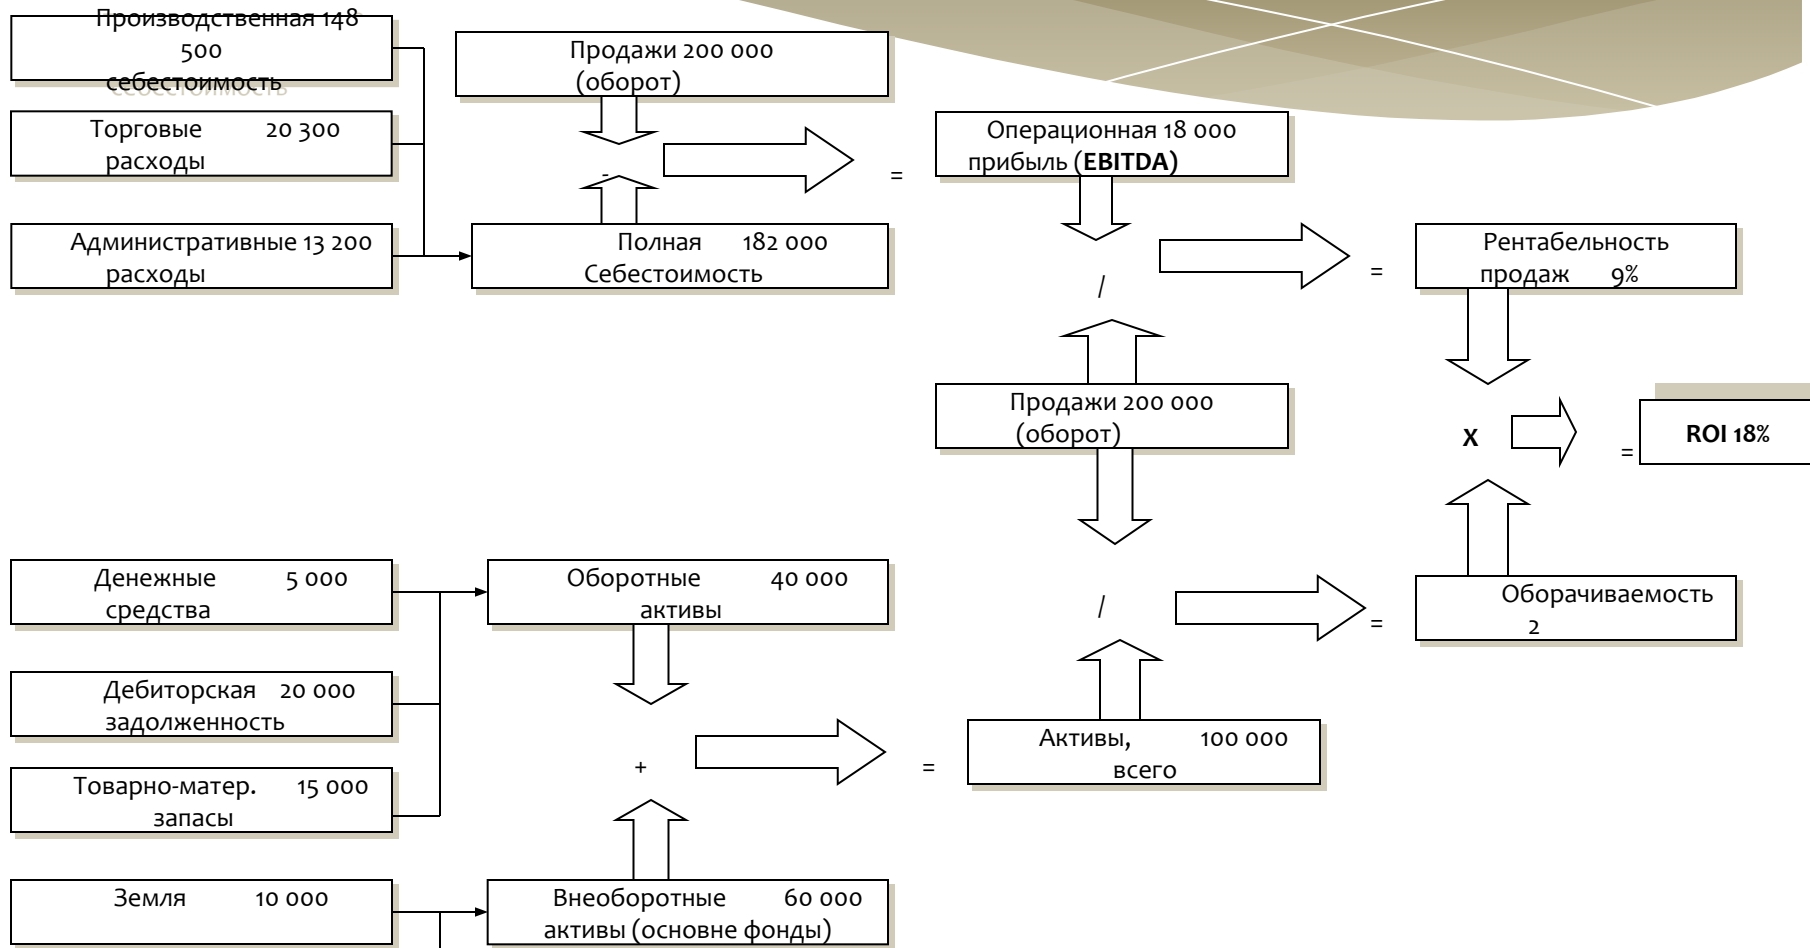 Производственная 148
500
себестоимость
Продажи 200 000
(оборот)
Торговые 20 300
расходы
-
=
Операционная 18 000
прибыль (EBITDA)
Административные 13 200
расходы
Полная 182 000
Себестоимость
/
=
Рентабельность
продаж 9%
Продажи 200 000
(оборот)
X
=
ROI 18%
Денежные 5 000
средства
Оборотные 40 000
активы
/
=
Оборачиваемость
2
Дебиторская 20 000
задолженность
Товарно-матер. 15 000
запасы
+
=
Активы, 100 000
всего
Земля 10 000
Внеоборотные 60 000
активы (основне фонды)